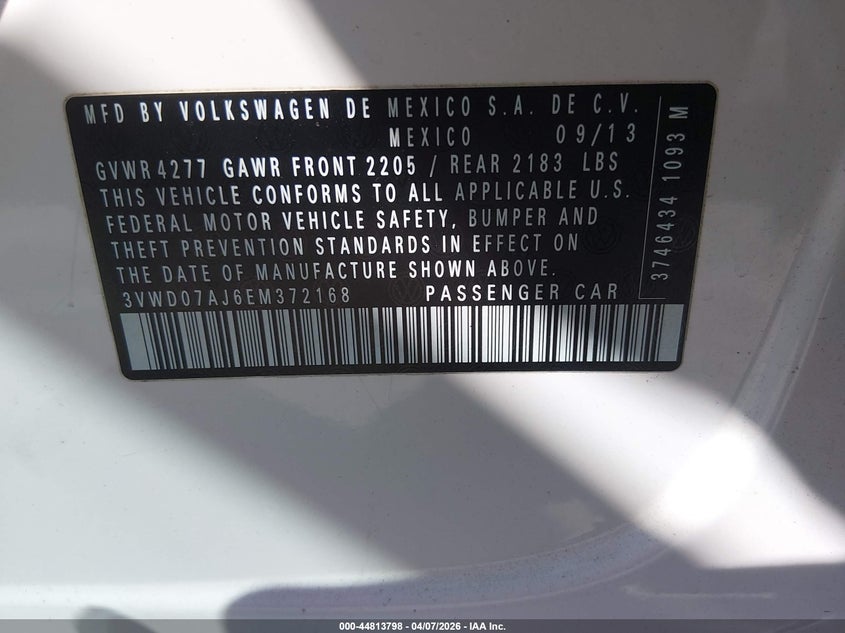 MFD BY VOLKSWAGEN DE MEXICO S.A. DE C.V.
MEXICO 09/13
GVWR 4277 GAWR FRONT 2205 / REAR 2183 LBS
THIS VEHICLE CONFORMS TO ALL APPLICABLE U.S.
FEDERAL MOTOR VEHICLE SAFETY, BUMPER AND
THEFT PREVENTION STANDARDS IN EFFECT ON
THE DATE OF MANUFACTURE SHOWN ABOVE.
3VWD07AJ6EM372168 PASSENGER CAR
3746434 1093 M
000-44813798 - 04/07/2026 - IAA Inc.